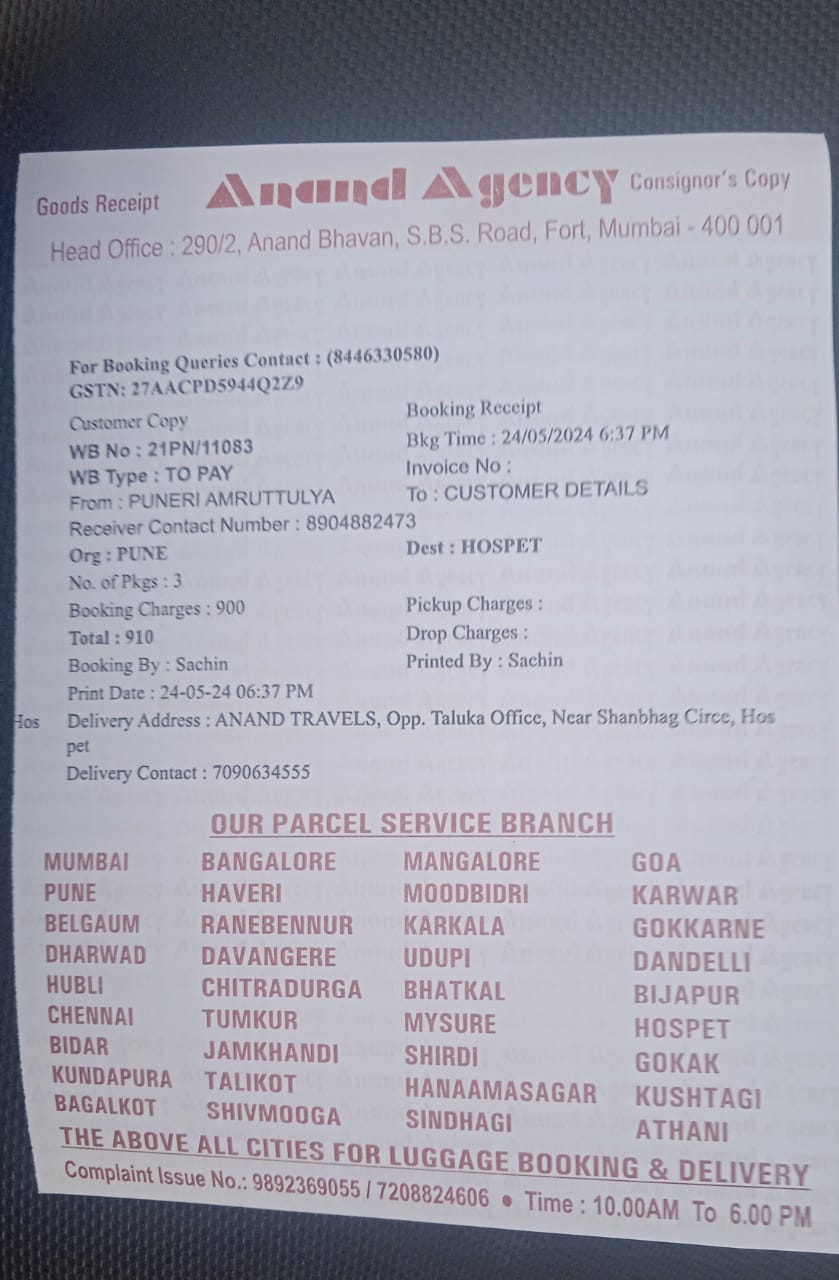 Goods Receipt Anand Agency Consignor's Copy
Head Office : 290/2, Anand Bhavan, S.B.S. Road, Fort, Mumbai - 400 001
For Booking Queries Contact : (8446330580)
GSTN: 27AACPD5944Q2Z9
Customer Copy Booking Receipt
WB No : 21PN/11083 Bkg Time : 24/05/2024 6:37 PM
WB Type : TO PAY Invoice No :
From : PUNERI AMRUTTULYA To : CUSTOMER DETAILS
Receiver Contact Number : 8904882473
Org : PUNE Dest : HOSPET
No. of Pkgs : 3
Booking Charges : 900 Pickup Charges :
Total : 910 Drop Charges :
Booking By : Sachin Printed By : Sachin
Print Date : 24-05-24 06:37 PM
Hos Delivery Address : ANAND TRAVELS, Opp. Taluka Office, Near Shanbhag Circe, Hos
pet
Delivery Contact : 7090634555
OUR PARCEL SERVICE BRANCH
MUMBAI BANGALORE MANGALORE GOA
PUNE HAVERI MOODBIDRI KARWAR
BELGAUM RANEBENNUR KARKALA GOKKARNE
DHARWAD DAVANGERE UDUPI DANDELLI
HUBLI CHITRADURGA BHATKAL BIJAPUR
CHENNAI TUMKUR MYSURE HOSPET
BIDAR JAMKHANDI SHIRDI GOKAK
KUNDAPURA TALIKOT HANAAMASAGAR KUSHTAGI
BAGALKOT SHIVMOOGA SINDHAGI ATHANI
THE ABOVE ALL CITIES FOR LUGGAGE BOOKING & DELIVERY
Complaint Issue No.: 9892369055 / 7208824606 ● Time : 10.00AM To 6.00 PM